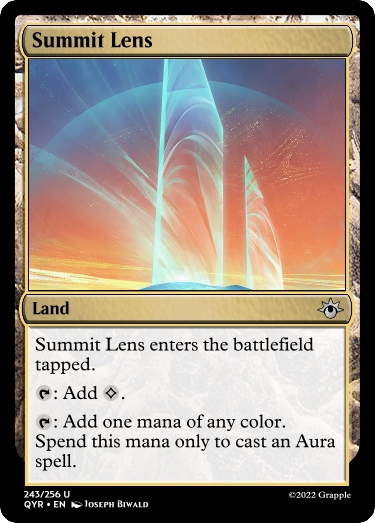 Summit Lens
Land
Summit Lens enters the battlefield
tapped.
: Add .
: Add one mana of any color.
Spend this mana only to cast an Aura
spell.
243/256 U
QYR • EN Joseph Biwald
©2022 Grapple